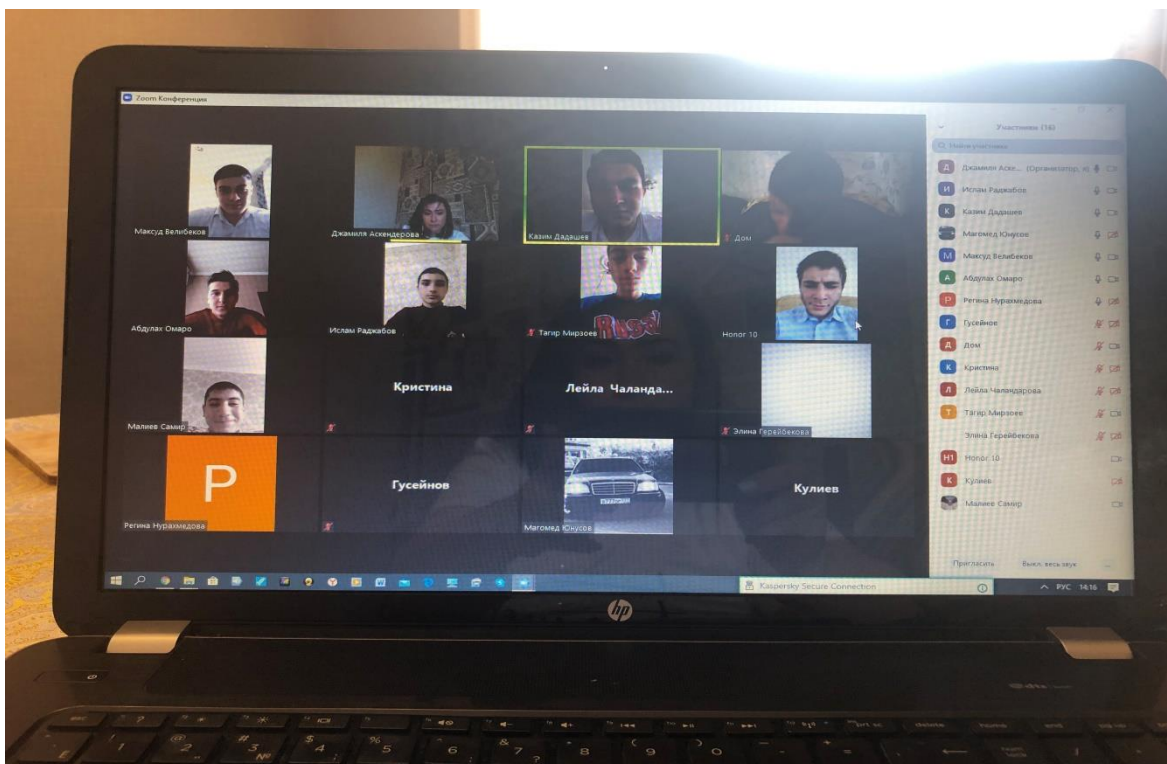 Zoom Конференция
Участники (16)
Максуд Велибеков
Джамиля Аскендерова
Казим Дадашев
Дом
Абдулах Омаро
Ислам Раджабов
Тагир Мирзоев
Honor 10
Малиев Самир
Кристина
Лейла Чаланда...
Элина Герейбекова
P
Регина Нурахмедова
Гусейнов
Магомед Юнусов
Кулиев
Д Джамиля Аске... (Организатор, я)
И Ислам Раджабов
К Казим Дадашев
Магомед Юнусов
М Максуд Велибеков
А Абдулах Омаро
Р Регина Нурахмедова
Г Гусейнов
Д Дом
К Кристина
Л Лейла Чаландарова
Т Тагир Мирзоев
Элина Герейбекова
H1 Honor 10
К Кулиев
Малиев Самир
Пригласить Выкл. весь звук
Kaspersky Secure Connection
РУС 14:16
hp